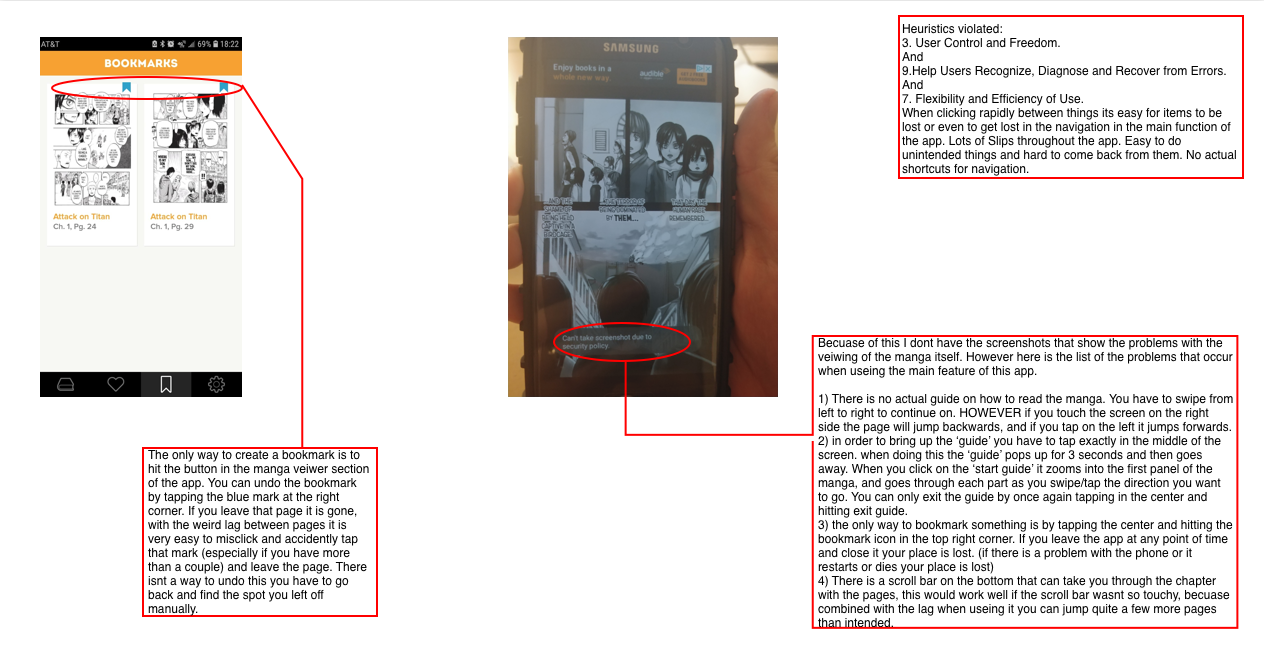 AT&T 69% 18:22
BOOKMARKS
Attack on Titan
Ch. 1, Pg. 24
Attack on Titan
Ch. 1, Pg. 29
The only way to create a bookmark is to
hit the button in the manga veiwer section
of the app. You can undo the bookmark
by tapping the blue mark at the right
corner. If you leave that page it is gone,
with the weird lag between pages it is
very easy to misclick and accidently tap
that mark (especially if you have more
than a couple) and leave the page. There
isnt a way to undo this you have to go
back and find the spot you left off
manually.
SAMSUNG
Enjoy books in a
whole new way
audible
...AND THE
SHAME OF
BEING HELD
CAPTIVE IN A
BIRDCAGE.
BEING DOMINATED
BY THEM...
REMEMBERED...
Can't take screenshot due to
security policy.
Heuristics violated:
3. User Control and Freedom.
And
9.Help Users Recognize, Diagnose and Recover from Errors.
And
7. Flexibility and Efficiency of Use.
When clicking rapidly between things its easy for items to be
lost or even to get lost in the navigation in the main function of
the app. Lots of Slips throughout the app. Easy to do
unintended things and hard to come back from them. No actual
shortcuts for navigation.
Becuase of this I dont have the screenshots that show the problems with the
veiwing of the manga itself. However here is the list of the problems that occur
when useing the main feature of this app.
1) There is no actual guide on how to read the manga. You have to swipe from
left to right to continue on. HOWEVER if you touch the screen on the right
side the page will jump backwards, and if you tap on the left it jumps forwards.
2) in order to bring up the ‘guide’ you have to tap exactly in the middle of the
screen. when doing this the ‘guide’ pops up for 3 seconds and then goes
away. When you click on the ‘start guide’ it zooms into the first panel of the
manga, and goes through each part as you swipe/tap the direction you want
to go. You can only exit the guide by once again tapping in the center and
hitting exit guide.
3) the only way to bookmark something is by tapping the center and hitting the
bookmark icon in the top right corner. If you leave the app at any point of time
and close it your place is lost. (if there is a problem with the phone or it
restarts or dies your place is lost)
4) There is a scroll bar on the bottom that can take you through the chapter
with the pages, this would work well if the scroll bar wasnt so touchy, becuase
combined with the lag when useing it you can jump quite a few more pages
than intended.